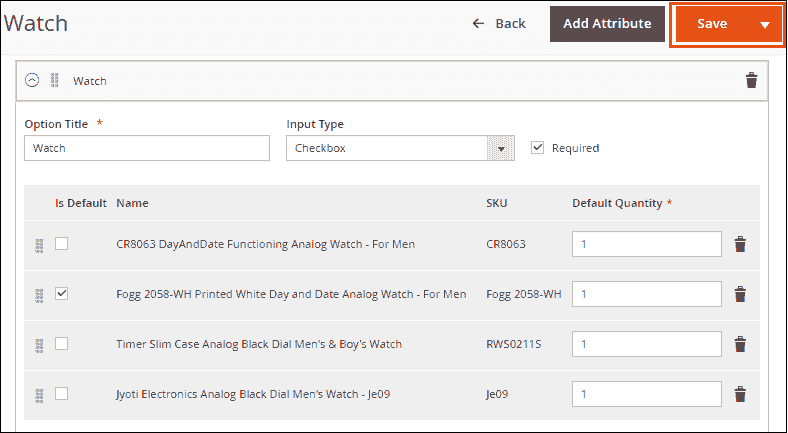 Watch
Back
Add Attribute
Save
Watch
Option Title *
Input Type
Watch
Checkbox
Required
Is Default Name SKU Default Quantity *
CR8063 DayAndDate Functioning Analog Watch - For Men CR8063 1
Fogg 2058-WH Printed White Day and Date Analog Watch - For Men Fogg 2058-WH 1
Timer Slim Case Analog Black Dial Men's & Boy's Watch RWS0211S 1
Jyoti Electronics Analog Black Dial Men's Watch - Je09 Je09 1